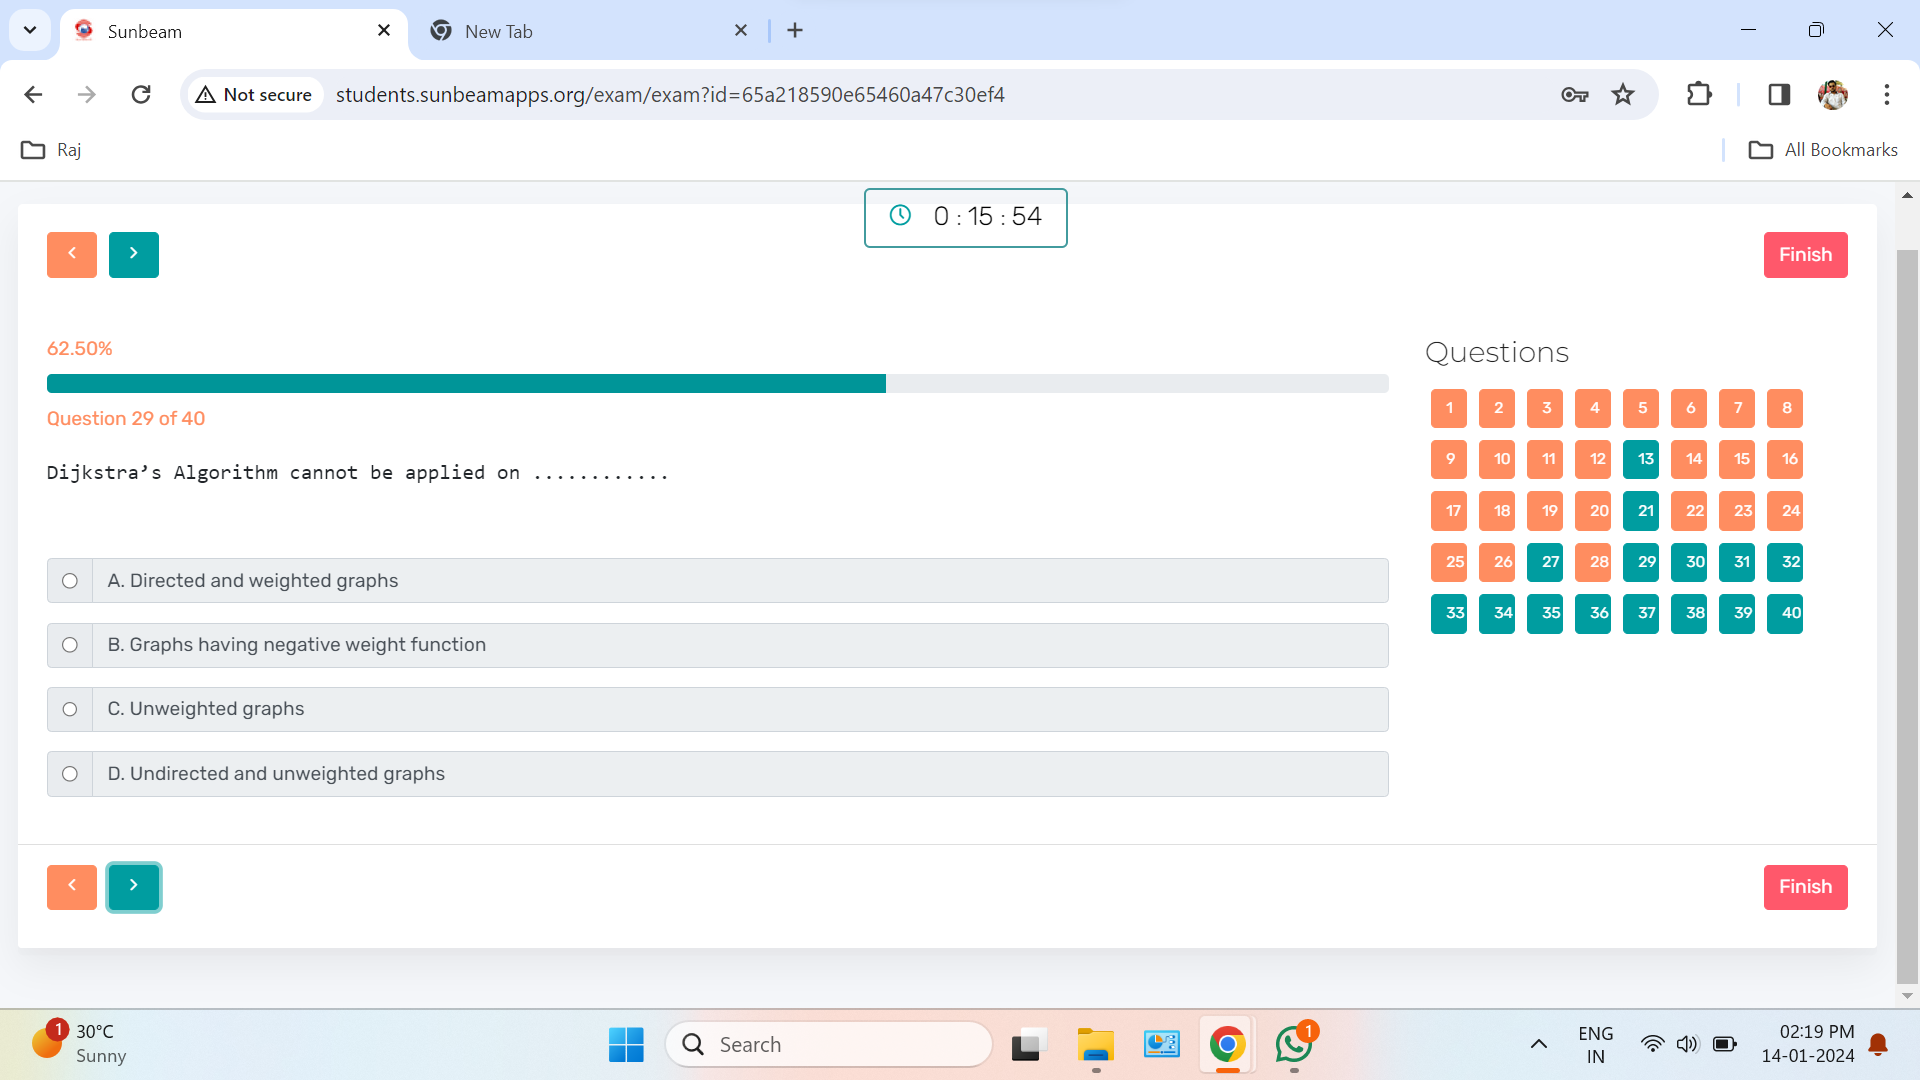 Sunbeam
New Tab
Not secure
students.sunbeamapps.org/exam/exam?id=65a218590e65460a47c30ef4
Raj
All Bookmarks
0 : 15 : 54
Finish
62.50%
Question 29 of 40
Dijkstra’s Algorithm cannot be applied on ............
A. Directed and weighted graphs
B. Graphs having negative weight function
C. Unweighted graphs
D. Undirected and unweighted graphs
Questions
1 2 3 4 5 6 7 8
9 10 11 12 13 14 15 16
17 18 19 20 21 22 23 24
25 26 27 28 29 30 31 32
33 34 35 36 37 38 39 40
Finish
1
30°C
Sunny
Search
1
ENG
IN
02:19 PM
14-01-2024